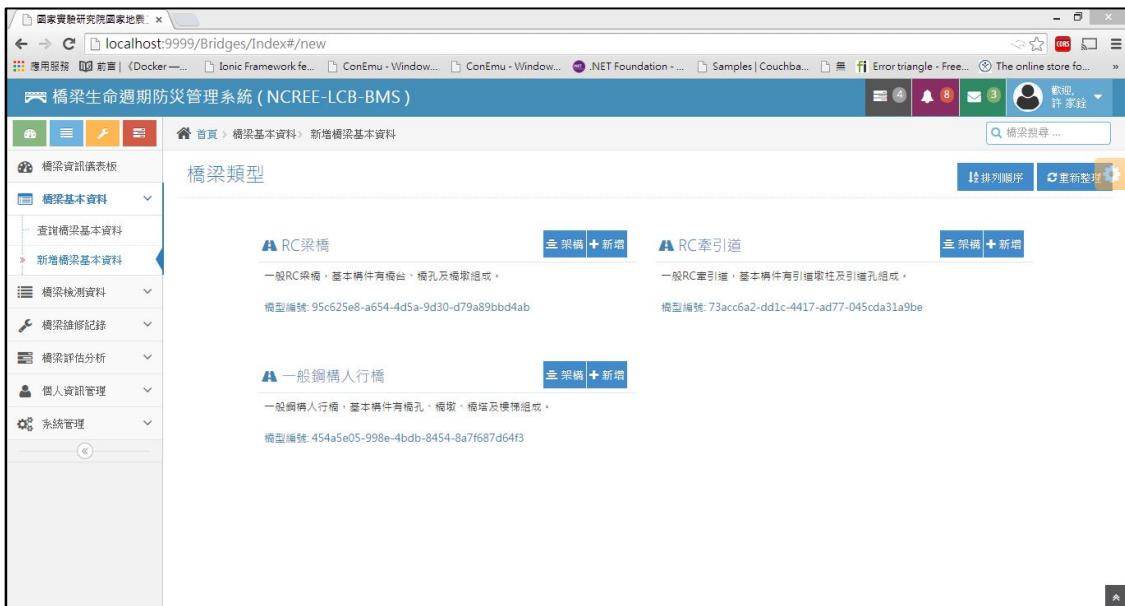 國家實驗研究院國家地震
localhost:9999/Bridges/Index#/new
CORS
應用服務 前言 | 《Docker —... Ionic Framework fe... ConEmu - Window... ConEmu - Window... .NET Foundation - ... Samples | Couchba... 無 Error triangle - Free... The online store fo... »
橋梁生命週期防災管理系統 ( NCREE-LCB-BMS )
4 8 3 歡迎,
許 家銓
首頁 › 橋梁基本資料 › 新增橋梁基本資料
橋梁搜尋 ...
橋梁資訊儀表板
橋梁基本資料
查詢橋梁基本資料
» 新增橋梁基本資料
橋梁檢測資料
橋梁維修記錄
橋梁評估分析
個人資訊管理
系統管理
橋梁類型
排列順序 重新整理
RC梁橋 架構 新增
一般RC梁橋，基本構件有橋台、橋孔及橋墩組成。
橋型編號: 95c625e8-a654-4d5a-9d30-d79a89bbd4ab
RC牽引道 架構 新增
一般RC牽引道，基本構件有引道墩柱及引道孔組成。
橋型編號: 73acc6a2-dd1c-4417-ad77-045cda31a9be
一般鋼構人行橋 架構 新增
一般鋼構人行橋，基本構件有橋孔、橋墩、橋塔及樓梯組成。
橋型編號: 454a5e05-998e-4bdb-8454-8a7f687d64f3